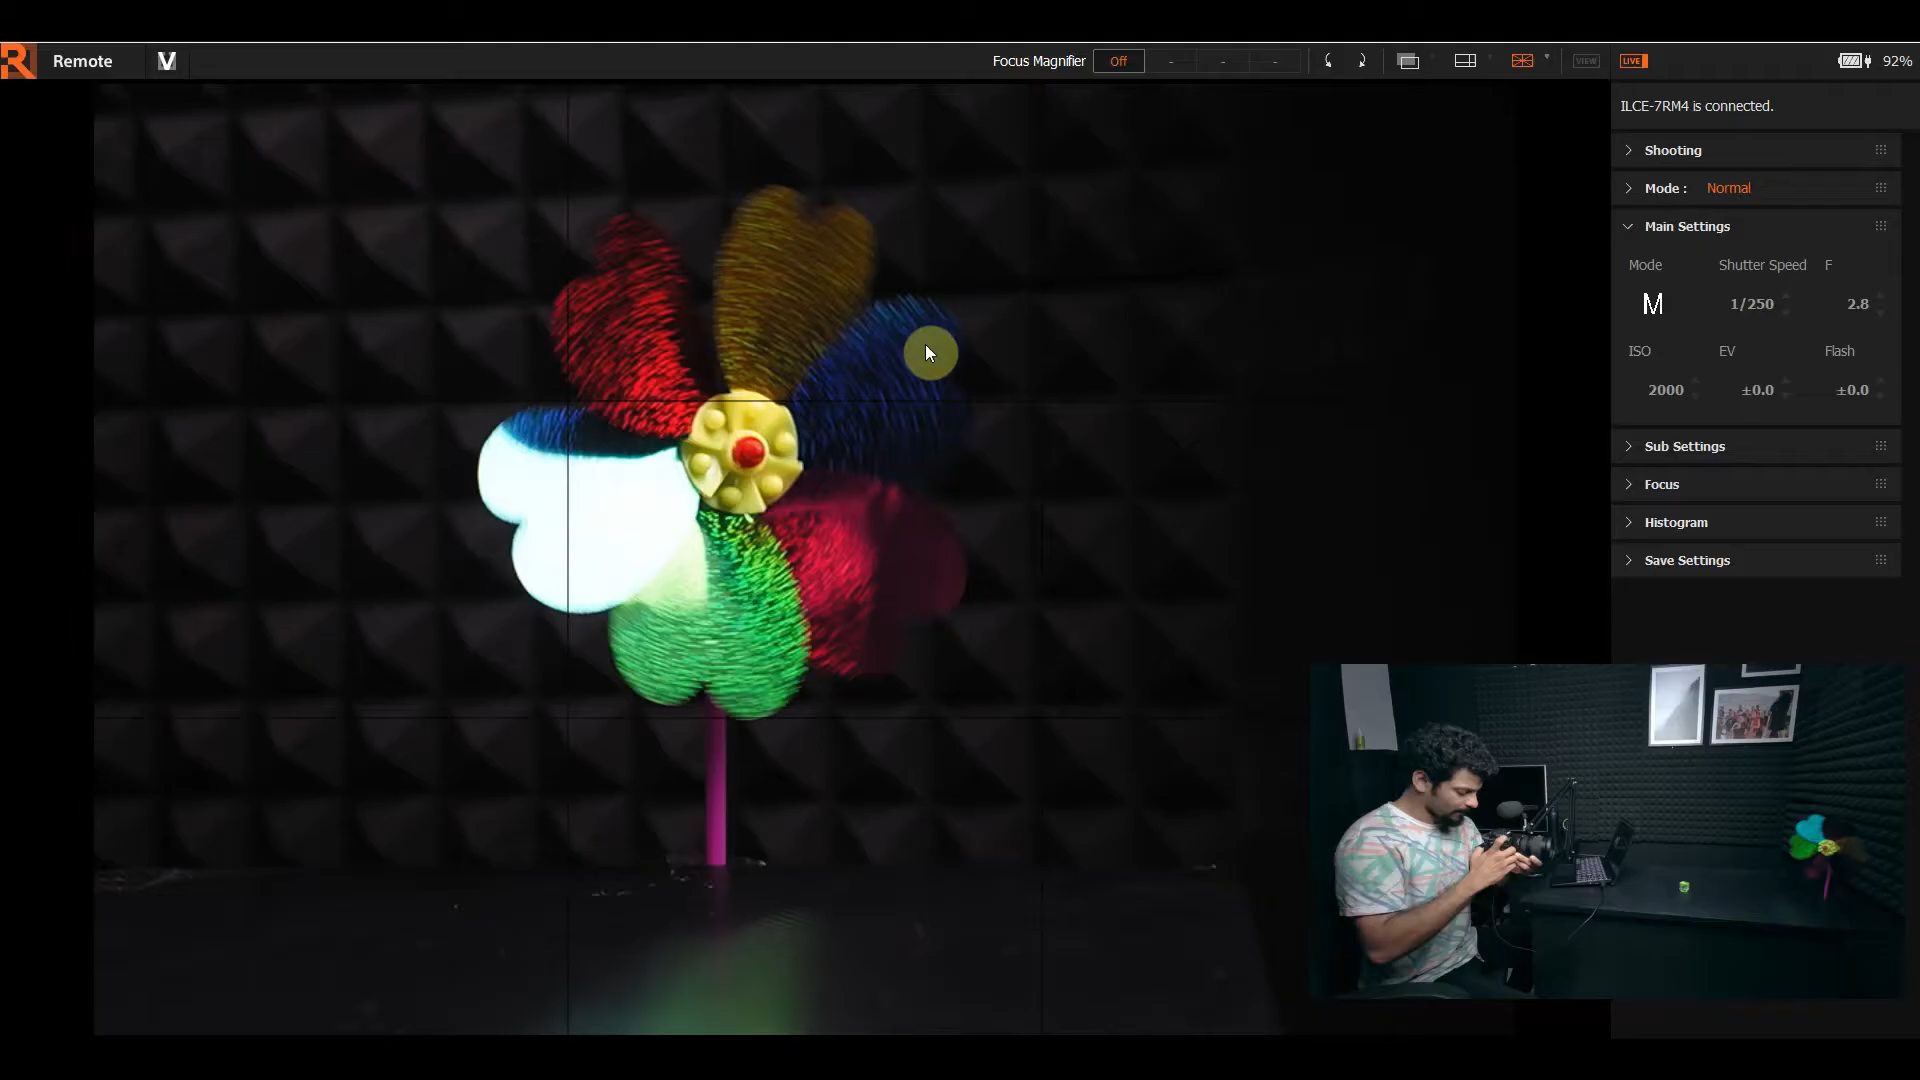 R Remote V Focus Magnifier Off - - - VIEW LIVE 92%
ILCE-7RM4 is connected.
Shooting
Mode : Normal
Main Settings
Mode Shutter Speed F
M 1/250 2.8
ISO EV Flash
2000 ±0.0 ±0.0
Sub Settings
Focus
Histogram
Save Settings